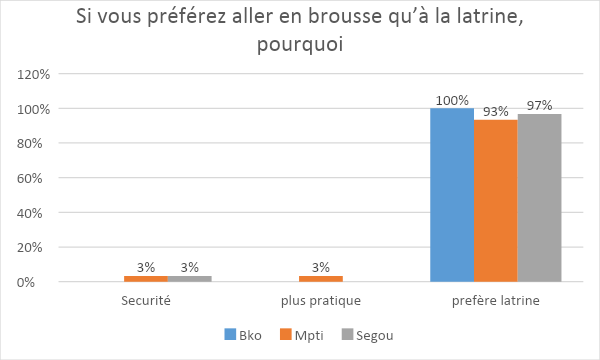 Si vous préférez aller en brousse qu'à la latrine,
pourquoi
120%
100%
80%
60%
40%
20%
0%
3%
3%
3%
100%
93%
97%
Securité
plus pratique
prefère latrine
Bko
Mpti
Segou